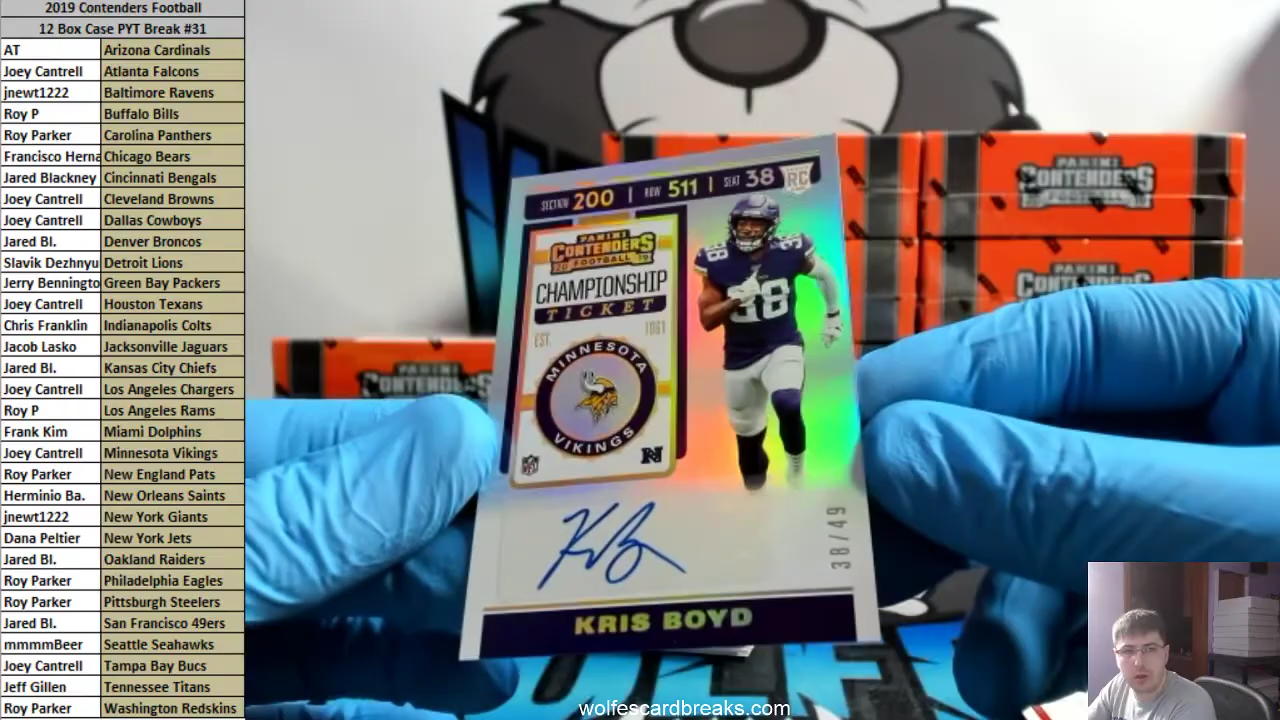 2019 Contenders Football
12 Box Case PYT Break #31
AT Arizona Cardinals
Joey Cantrell Atlanta Falcons
jnewt1222 Baltimore Ravens
Roy P Buffalo Bills
Roy Parker Carolina Panthers
Francisco Herna Chicago Bears
Jared Blackney Cincinnati Bengals
Joey Cantrell Cleveland Browns
Joey Cantrell Dallas Cowboys
Jared Bl. Denver Broncos
Slavik Dezhnyu Detroit Lions
Jerry Benningto Green Bay Packers
Joey Cantrell Houston Texans
Chris Franklin Indianapolis Colts
Jacob Lasko Jacksonville Jaguars
Jared Bl. Kansas City Chiefs
Joey Cantrell Los Angeles Chargers
Roy P Los Angeles Rams
Frank Kim Miami Dolphins
Joey Cantrell Minnesota Vikings
Roy Parker New England Pats
Herminio Ba. New Orleans Saints
jnewt1222 New York Giants
Dana Peltier New York Jets
Jared Bl. Oakland Raiders
Roy Parker Philadelphia Eagles
Roy Parker Pittsburgh Steelers
Jared Bl. San Francisco 49ers
mmmmBeer Seattle Seahawks
Joey Cantrell Tampa Bay Bucs
Jeff Gillen Tennessee Titans
Roy Parker Washington Redskins
SECTION 200 | ROW 511 | SEAT 38 RC
PANINI
CONTENDERS
20 FOOTBALL 19
CHAMPIONSHIP
TICKET
EST. 1961
MINNESOTA
VIKINGS
NFL N
38
38/49
KRIS BOYD
PANINI
CONTENDERS
PANINI
CONTENDERS
CONTENDERS
wolfescardbreaks.com